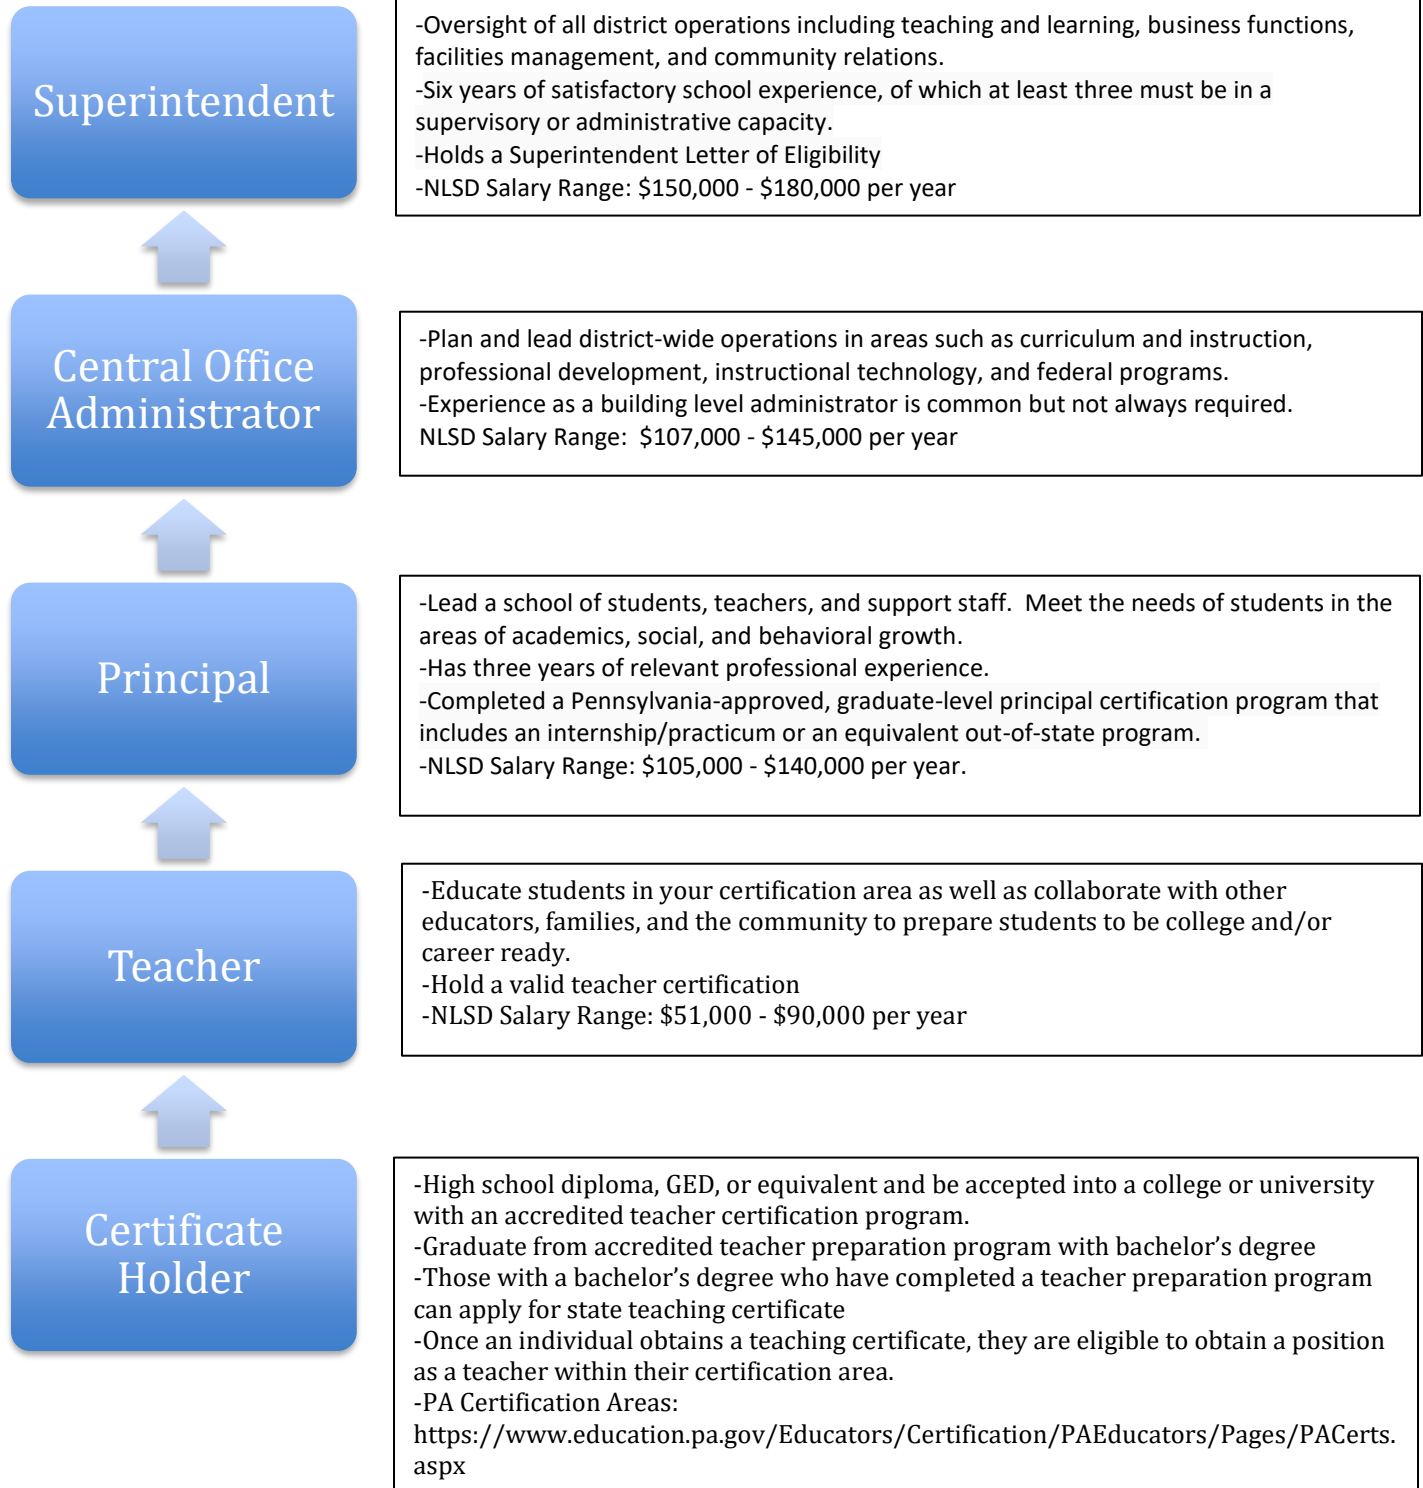 Superintendent
-Oversight of all district operations including teaching and learning, business functions,
facilities management, and community relations.
-Six years of satisfactory school experience, of which at least three must be in a
supervisory or administrative capacity.
-Holds a Superintendent Letter of Eligibility
-NLSD Salary Range: $150,000 - $180,000 per year
Central Office
Administrator
-Plan and lead district-wide operations in areas such as curriculum and instruction,
professional development, instructional technology, and federal programs.
-Experience as a building level administrator is common but not always required.
NLSD Salary Range:  $107,000 - $145,000 per year
Principal
-Lead a school of students, teachers, and support staff.  Meet the needs of students in the
areas of academics, social, and behavioral growth.
-Has three years of relevant professional experience.
-Completed a Pennsylvania-approved, graduate-level principal certification program that
includes an internship/practicum or an equivalent out-of-state program.
-NLSD Salary Range: $105,000 - $140,000 per year.
Teacher
-Educate students in your certification area as well as collaborate with other
educators, families, and the community to prepare students to be college and/or
career ready.
-Hold a valid teacher certification
-NLSD Salary Range: $51,000 - $90,000 per year
Certificate
Holder
-High school diploma, GED, or equivalent and be accepted into a college or university
with an accredited teacher certification program.
-Graduate from accredited teacher preparation program with bachelor’s degree
-Those with a bachelor’s degree who have completed a teacher preparation program
can apply for state teaching certificate
-Once an individual obtains a teaching certificate, they are eligible to obtain a position
as a teacher within their certification area.
-PA Certification Areas:
https://www.education.pa.gov/Educators/Certification/PAEducators/Pages/PACerts.
aspx